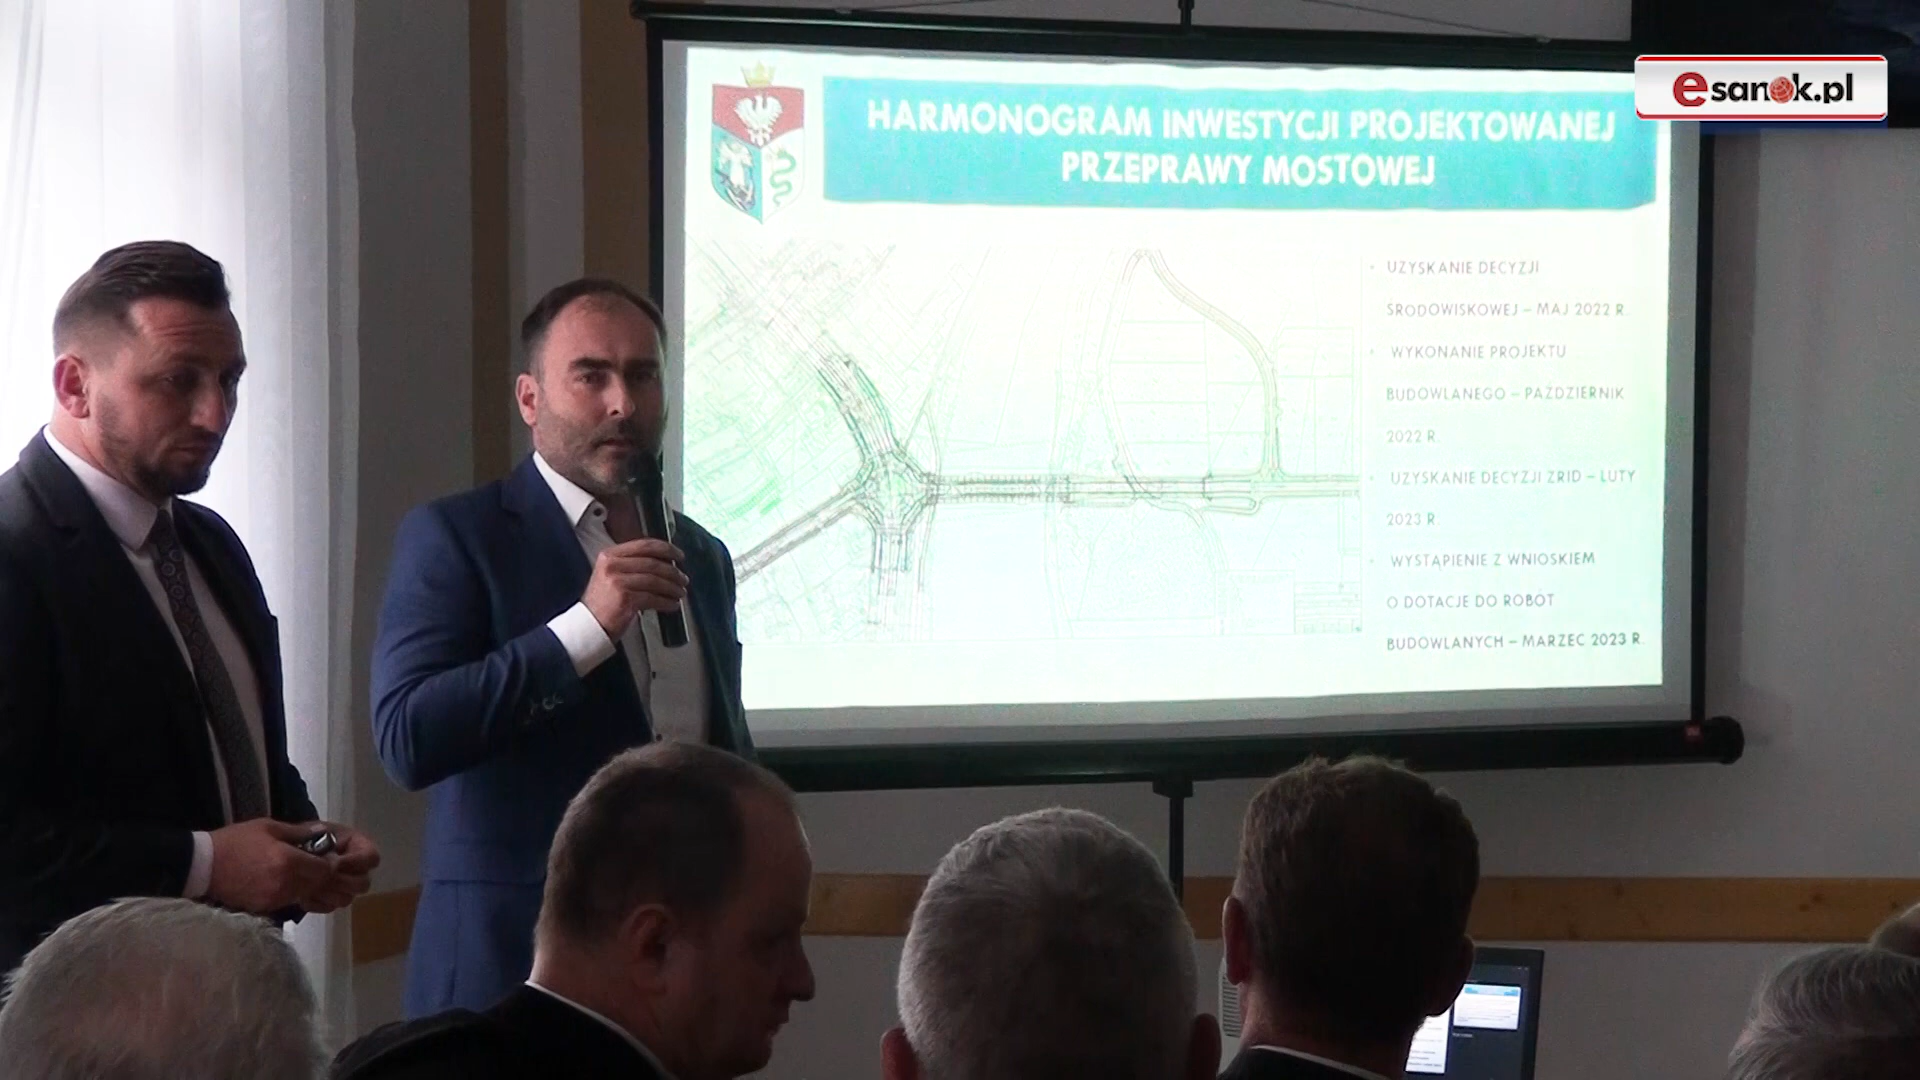 esanok.pl
HARMONOGRAM INWESTYCJI PROJEKTOWANEJ
PRZEPRAWY MOSTOWEJ
• UZYSKANIE DECYZJI
ŚRODOWISKOWEJ – MAJ 2022 R.
• WYKONANIE PROJEKTU
BUDOWLANEGO – PAŹDZIERNIK
2022 R.
• UZYSKANIE DECYZJI ZRID – LUTY
2023 R.
• WYSTĄPIENIE Z WNIOSKIEM
O DOTACJĘ DO ROBÓT
BUDOWLANYCH – MARZEC 2023 R.